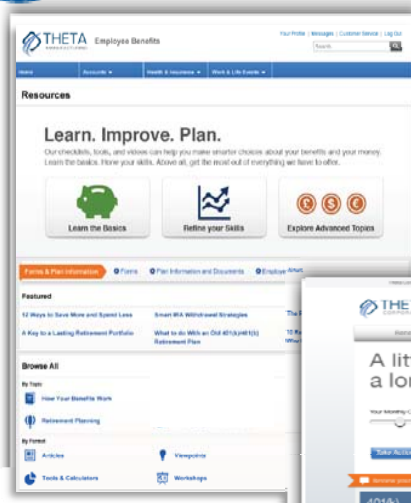 THETA Employee Benefits
Your Profile | Messages | Customer Service | Log Out
Search
Home Accounts Health & Insurance Work & Life Events
Resources
Learn. Improve. Plan.
Our checklists, tools, and videos can help you make smarter choices about your benefits and your money.
Learn the basics. Hone your skills. Above all, get the most out of everything we have to offer.
Learn the Basics
Refine your Skills
Explore Advanced Topics
Forms & Plan Information Forms Plan Information and Documents
Featured
12 Ways to Save More and Spend Less
Smart IRA Withdrawal Strategies
A Key to a Lasting Retirement Portfolio
What to do With an Old 401(k)/401(b)
Retirement Plan
Browse All
By Topic
How Your Benefits Work
Retirement Planning
By Format
Articles
Viewpoints
Tools & Calculators
Workshops
THE
A lit
a lo
Your Monthly C
401(k)